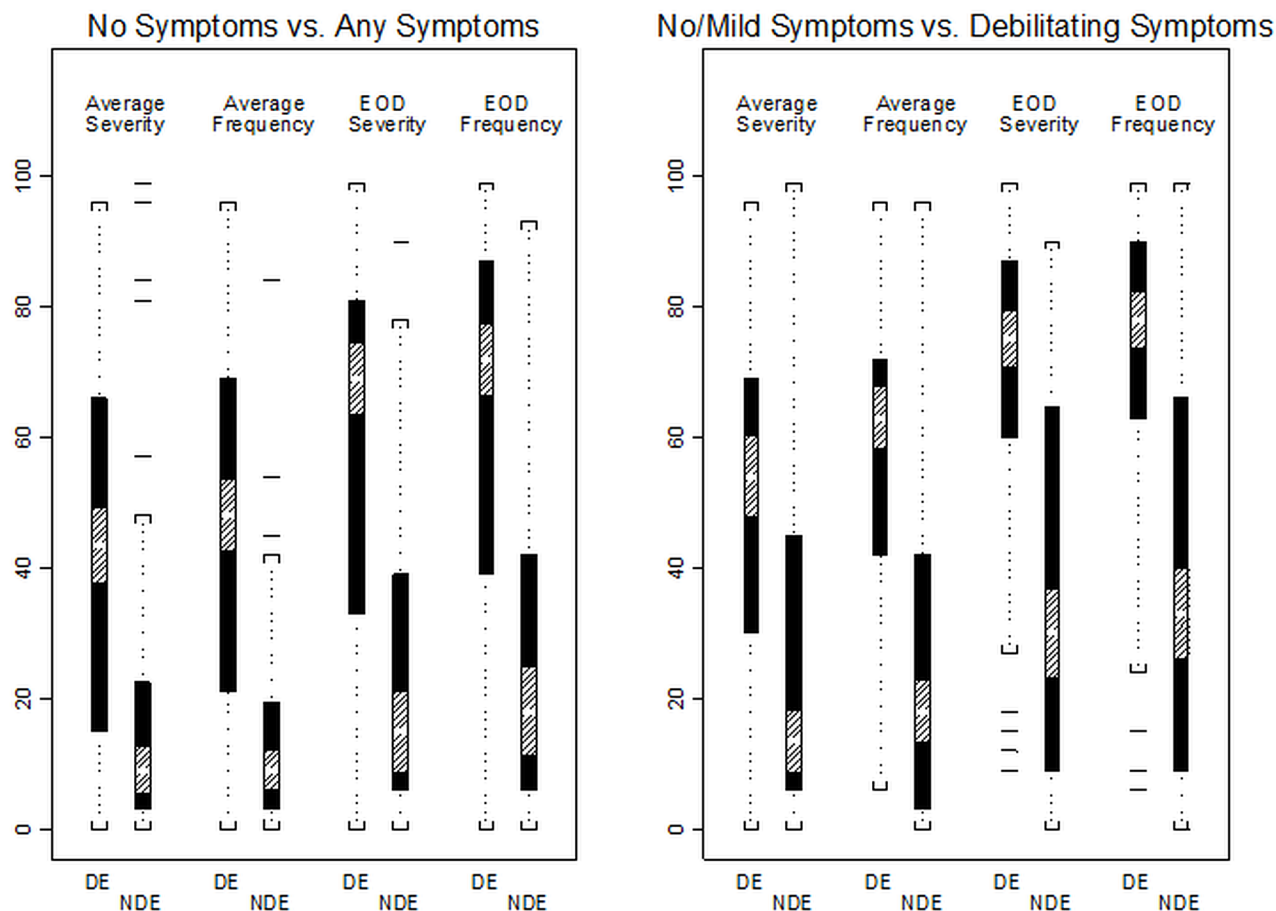 No Symptoms vs. Any Symptoms
Average Severity
Average Frequency
EOD Severity
EOD Frequency
100
80
60
40
20
0
DE
NDE
DE
NDE
DE
NDE
DE
NDE
No/Mild Symptoms vs. Debilitating Symptoms
Average Severity
Average Frequency
EOD Severity
EOD Frequency
100
80
60
40
20
0
DE
NDE
DE
NDE
DE
NDE
DE
NDE